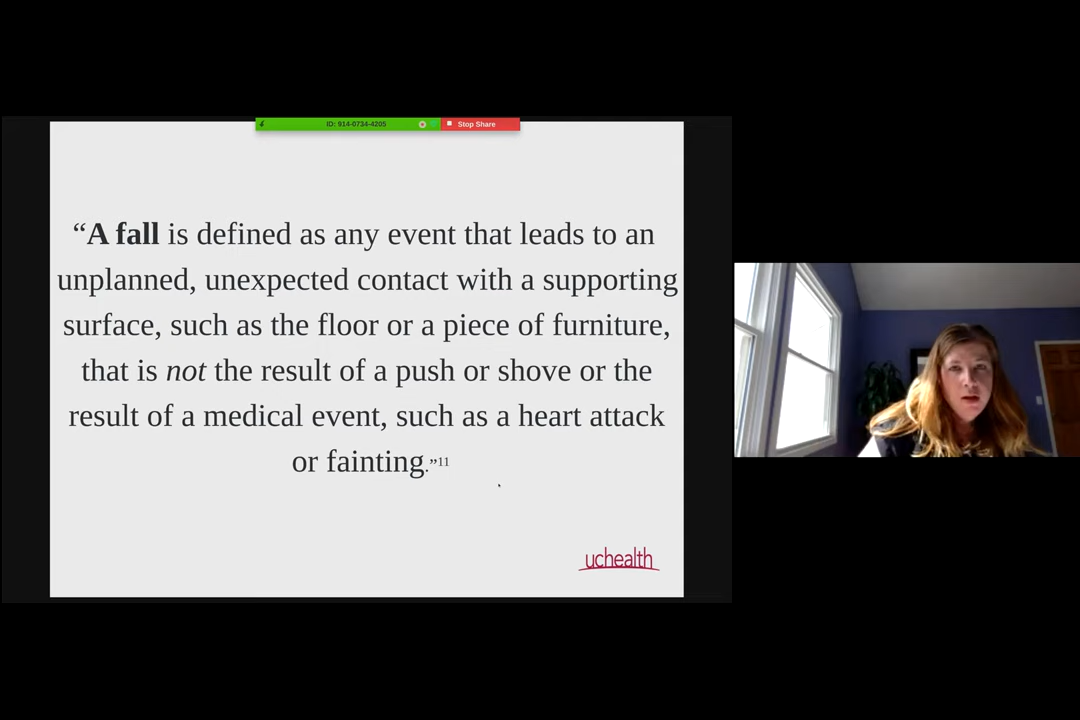 ID: 914-0734-4205
Stop Share
“A fall is defined as any event that leads to an
unplanned, unexpected contact with a supporting
surface, such as the floor or a piece of furniture,
that is not the result of a push or shove or the
result of a medical event, such as a heart attack
or fainting.”11
uchealth